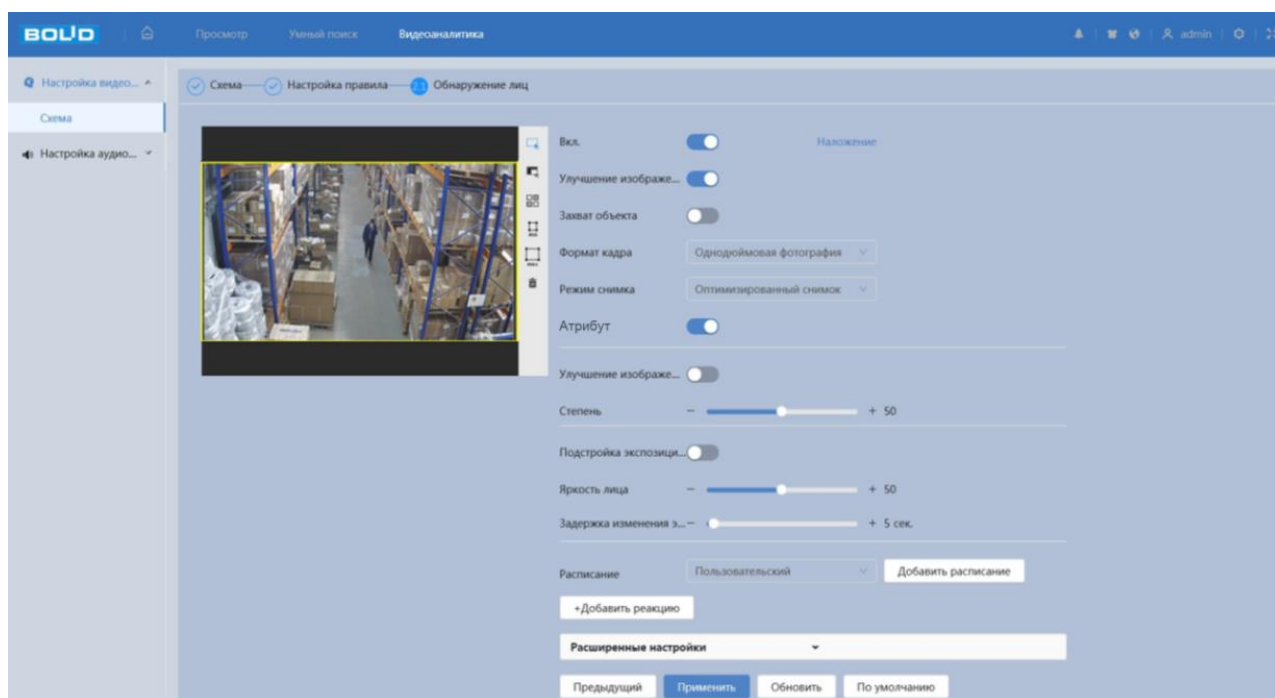 BOLID
Просмотр
Умный поиск
Видеоаналитика
admin
Настройка видео...
Схема
Настройка аудио...
Схема
Настройка правила
2.1
Обнаружение лиц
Вкл.
Наложение
Улучшение изображе...
Захват объекта
Формат кадра
Однодюймовая фотография
Режим снимка
Оптимизированный снимок
Атрибут
Улучшение изображе...
Степень
− + 50
Подстройка экспозици...
Яркость лица
− + 50
Задержка изменения э...
− + 5 сек.
Расписание
Пользовательский
Добавить расписание
+Добавить реакцию
Расширенные настройки
Предыдущий
Применить
Обновить
По умолчанию